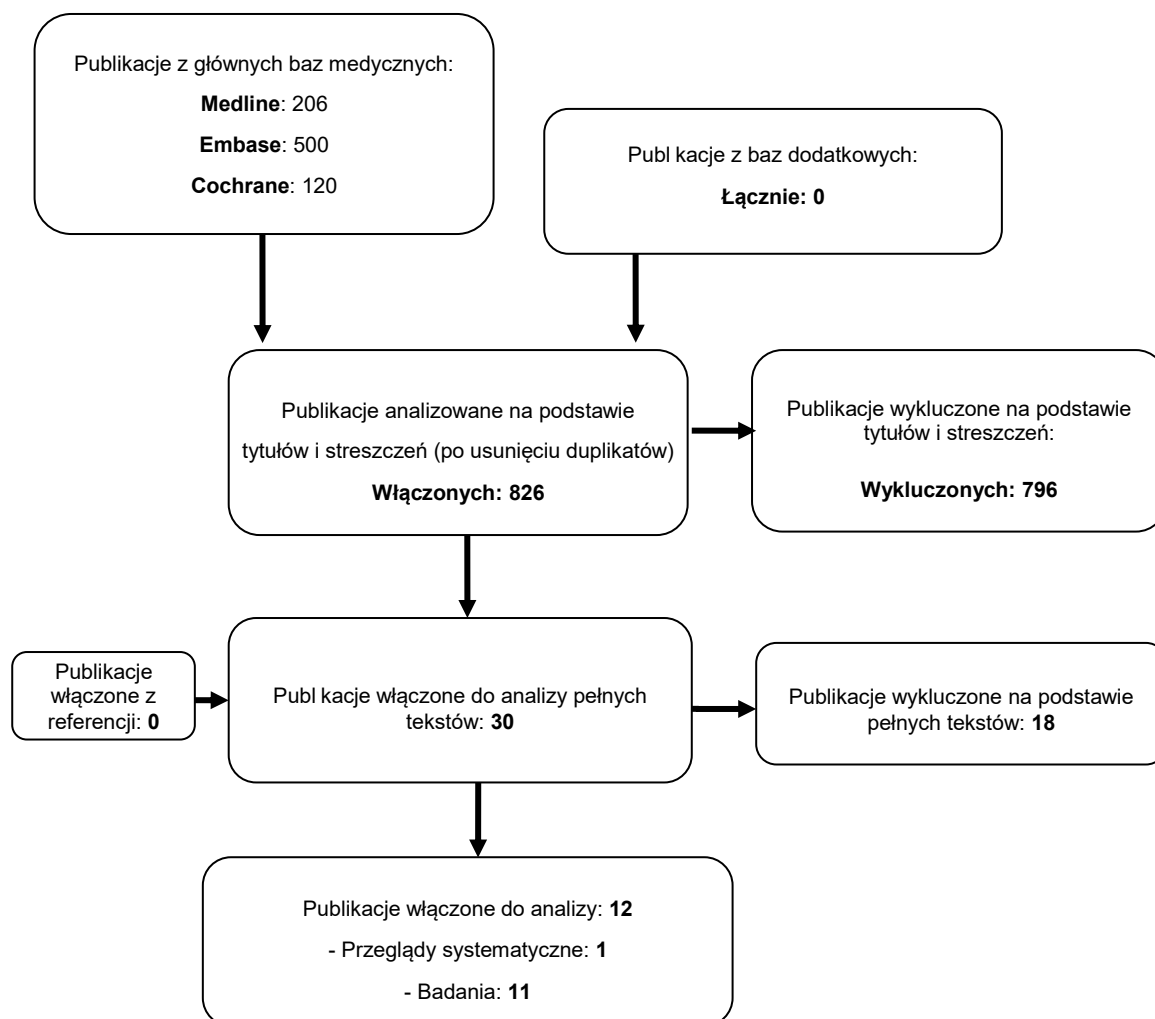 Publikacje z głównych baz medycznych:
Medline: 206
Embase: 500
Cochrane: 120
Publ kacje z baz dodatkowych:
Łącznie: 0
Publikacje analizowane na podstawie
tytułów i streszczeń (po usunięciu duplikatów)
Włączonych: 826
Publikacje wykluczone na podstawie
tytułów i streszczeń:
Wykluczonych: 796
Publikacje
włączone z
referencji: 0
Publ kacje włączone do analizy pełnych
tekstów: 30
Publikacje wykluczone na podstawie
pełnych tekstów: 18
Publikacje włączone do analizy: 12
- Przeglądy systematyczne: 1
- Badania: 11